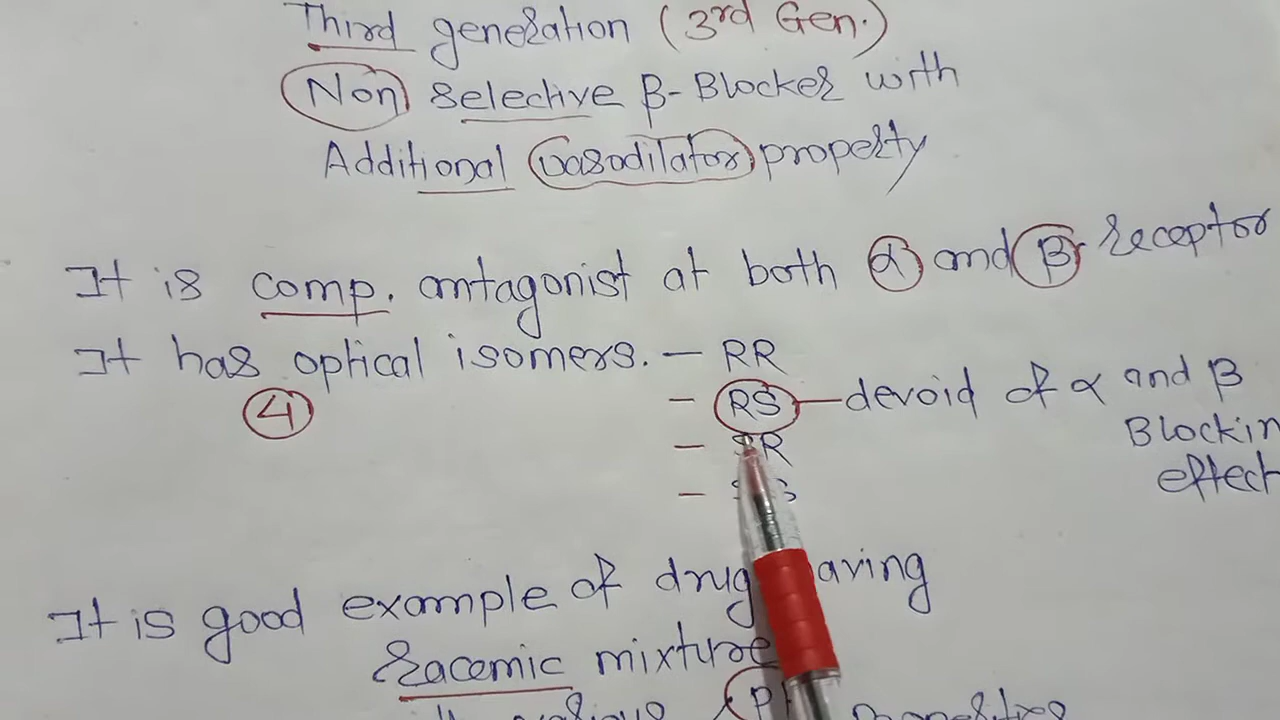 Third generation (3rd Gen.)
Non selective β-Blocker with
Additional vasodilator property
It is comp. antagonist at both α and β receptor
It has optical isomers. – RR
4
– RS – devoid of α and β
Blockin
effect
– SR
–
It is good example of drug
racemic mixture